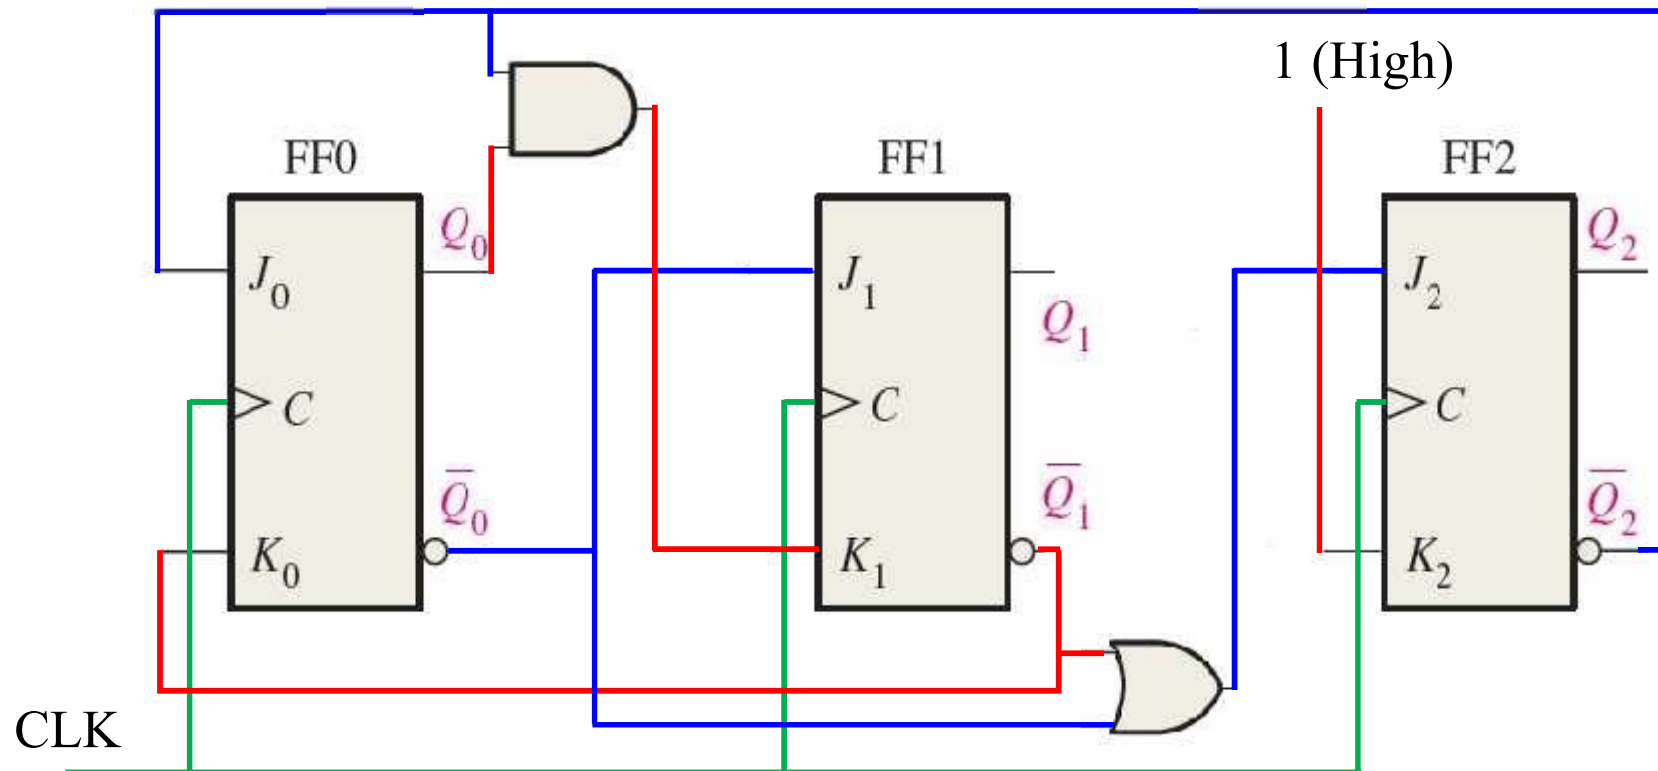 1 (High)
FF0
FF1
FF2
Q₀
Q₂
J₀
J₁
J₂
Q₁
C
C
C
Q̅₀
Q̅₁
Q̅₂
K₀
K₁
K₂
CLK